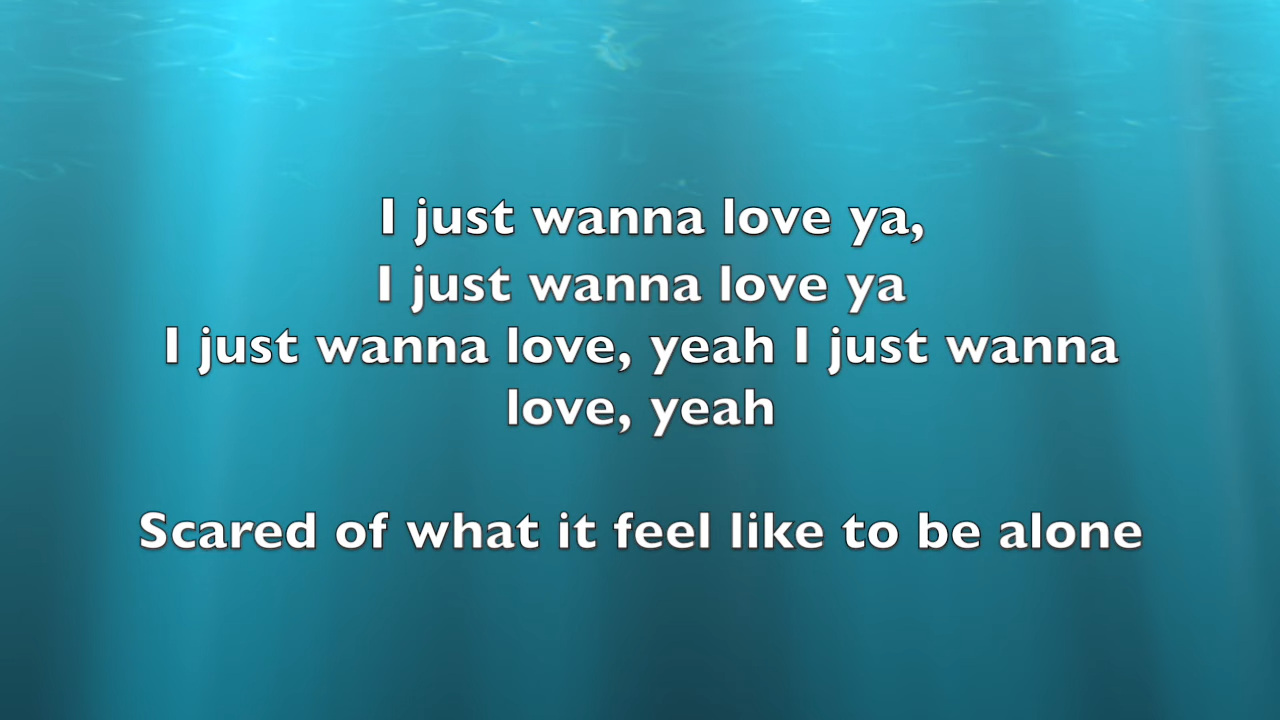 I just wanna love ya,
I just wanna love ya
I just wanna love, yeah I just wanna
love, yeah
Scared of what it feel like to be alone